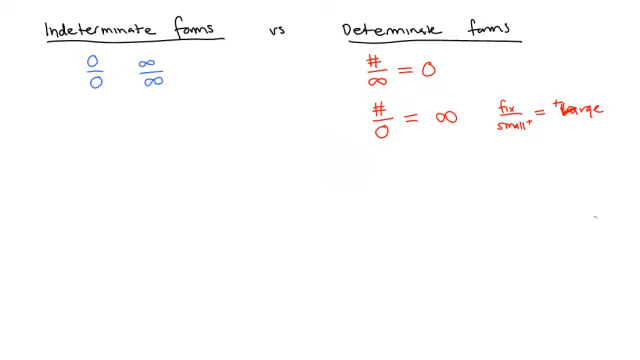 Indeterminate forms vs Determinate forms
0/0 ∞/∞ #/∞ = 0
#/0 = ∞ fix/small⁺ = ⁺large